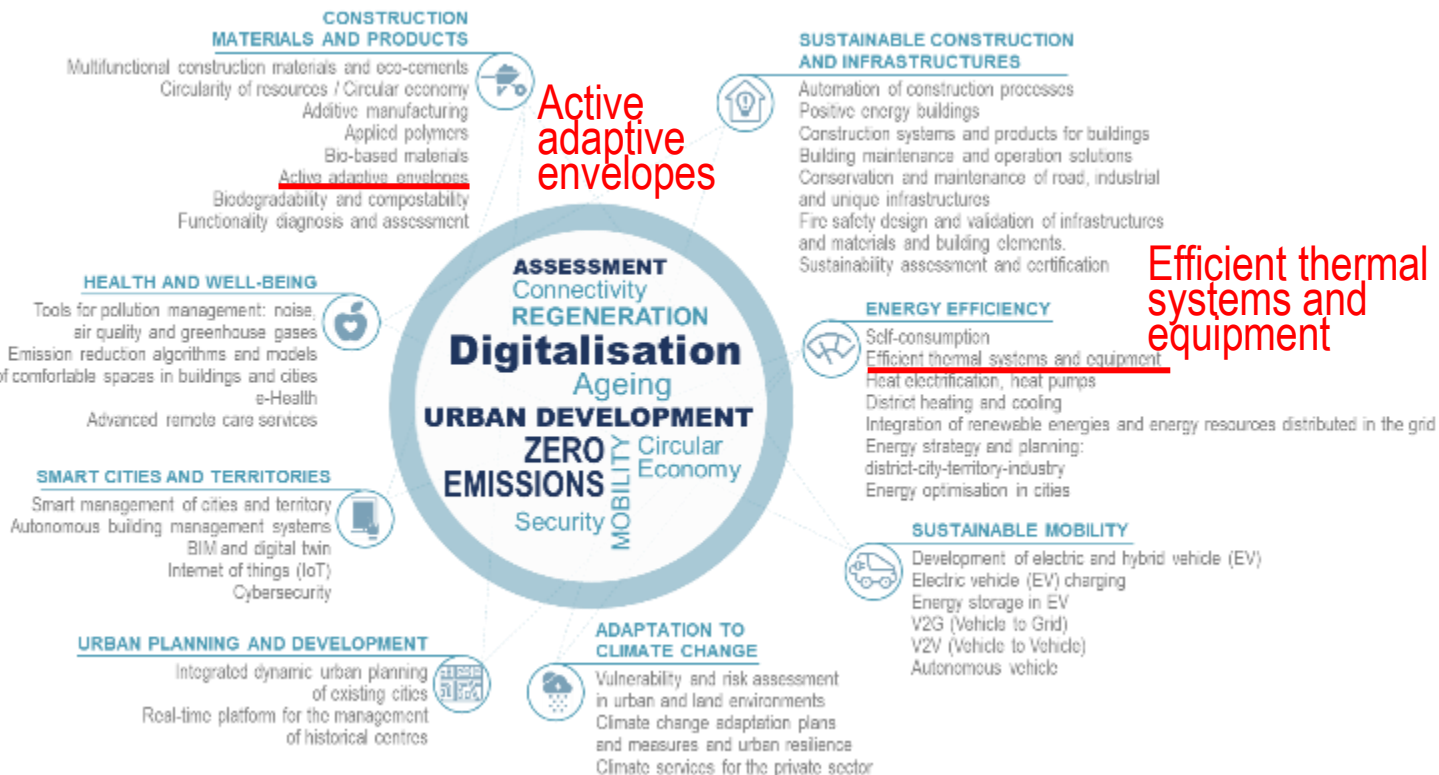 CONSTRUCTION
MATERIALS AND PRODUCTS
Multifunctional construction materials and eco-cements
Circularity of resources / Circular economy
Additive manufacturing
Applied polymers
Bio-based materials
Active adaptive envelopes
Biodegradability and compostability
Functionality diagnosis and assessment
Active
adaptive
envelopes
SUSTAINABLE CONSTRUCTION
AND INFRASTRUCTURES
Automation of construction processes
Positive energy buildings
Construction systems and products for buildings
Building maintenance and operation solutions
Conservation and maintenance of road, industrial
and unique infrastructures
Fire safety design and validation of infrastructures
and materials and building elements.
Sustainability assessment and certification
Efficient thermal
systems and
equipment
HEALTH AND WELL-BEING
Tools for pollution management: noise,
air quality and greenhouse gases
Emission reduction algorithms and models
of comfortable spaces in buildings and cities
e-Health
Advanced remote care services
ASSESSMENT
Connectivity
REGENERATION
Digitalisation
Ageing
URBAN DEVELOPMENT
ZERO
EMISSIONS
MOBILITY
Circular
Economy
Security
ENERGY EFFICIENCY
Self-consumption
Efficient thermal systems and equipment
Heat electrification, heat pumps
District heating and cooling
Integration of renewable energies and energy resources distributed in the grid
Energy strategy and planning:
district-city-territory-industry
Energy optimisation in cities
SMART CITIES AND TERRITORIES
Smart management of cities and territory
Autonomous building management systems
BIM and digital twin
Internet of things (IoT)
Cybersecurity
SUSTAINABLE MOBILITY
Development of electric and hybrid vehicle (EV)
Electric vehicle (EV) charging
Energy storage in EV
V2G (Vehicle to Grid)
V2V (Vehicle to Vehicle)
Autonomous vehicle
URBAN PLANNING AND DEVELOPMENT
Integrated dynamic urban planning
of existing cities
Real-time platform for the management
of historical centres
ADAPTATION TO
CLIMATE CHANGE
Vulnerability and risk assessment
in urban and land environments
Climate change adaptation plans
and measures and urban resilience
Climate services for the private sector